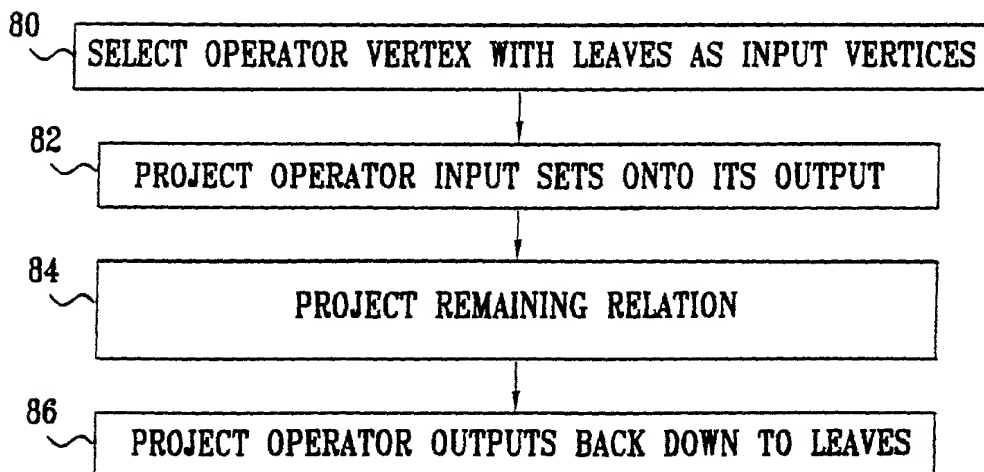 80
SELECT OPERATOR VERTEX WITH LEAVES AS INPUT VERTICES
82
PROJECT OPERATOR INPUT SETS ONTO ITS OUTPUT
84
PROJECT REMAINING RELATION
86
PROJECT OPERATOR OUTPUTS BACK DOWN TO LEAVES